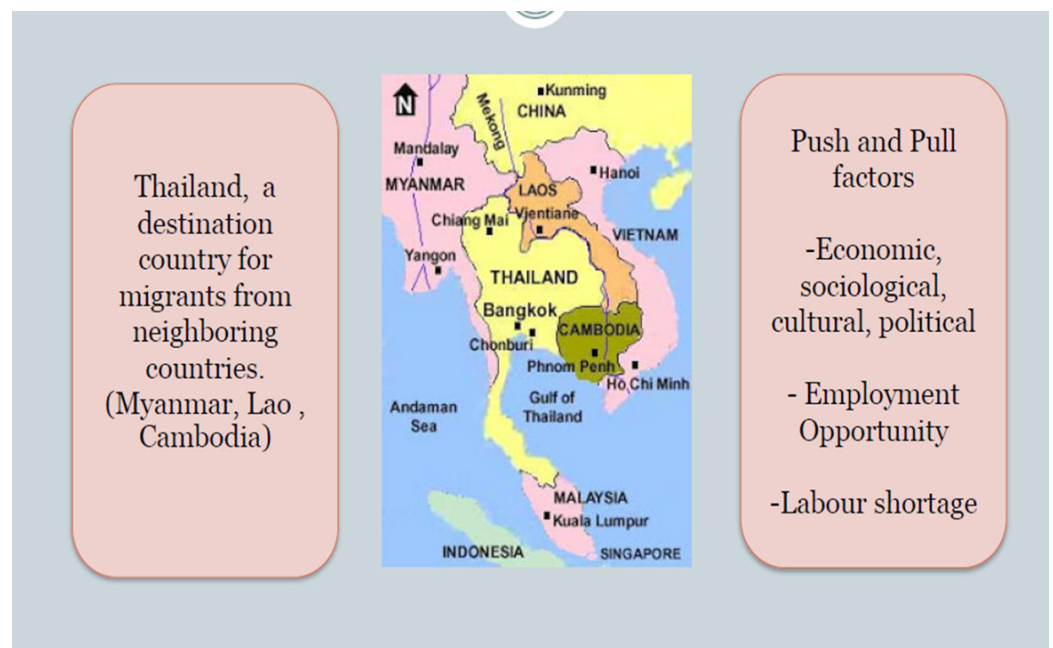 Thailand, a
destination
country for
migrants from
neighboring
countries.
(Myanmar, Lao ,
Cambodia)
N
Kunming
CHINA
Mekong
Mandalay
MYANMAR
Hanoi
LAOS
Chiang Mai
Vjentiane
VIETNAM
Yangon
THAILAND
Bangkok
CAMBODIA
Chonburi
Phnom Penh
Ho Chi Minh
Andaman
Sea
Gulf of
Thailand
MALAYSIA
Kuala Lumpur
INDONESIA
SINGAPORE
Push and Pull
factors
-Economic,
sociological,
cultural, political
- Employment
Opportunity
-Labour shortage